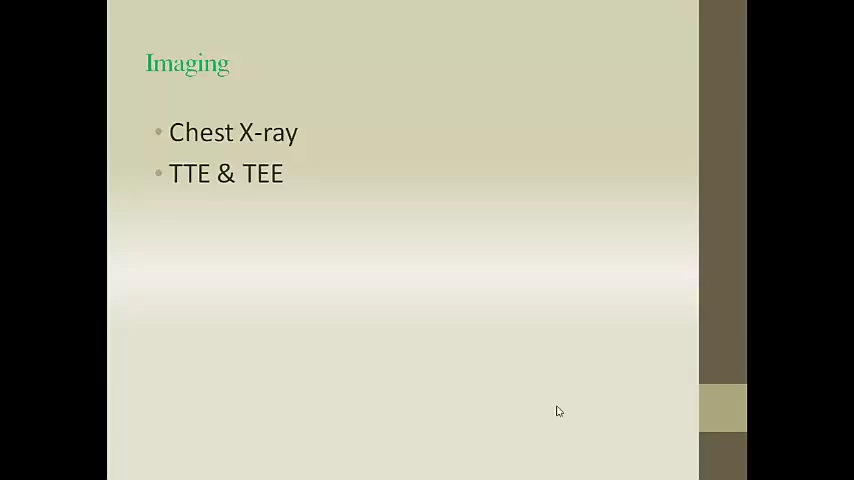 Imaging
• Chest X-ray
• TTE & TEE